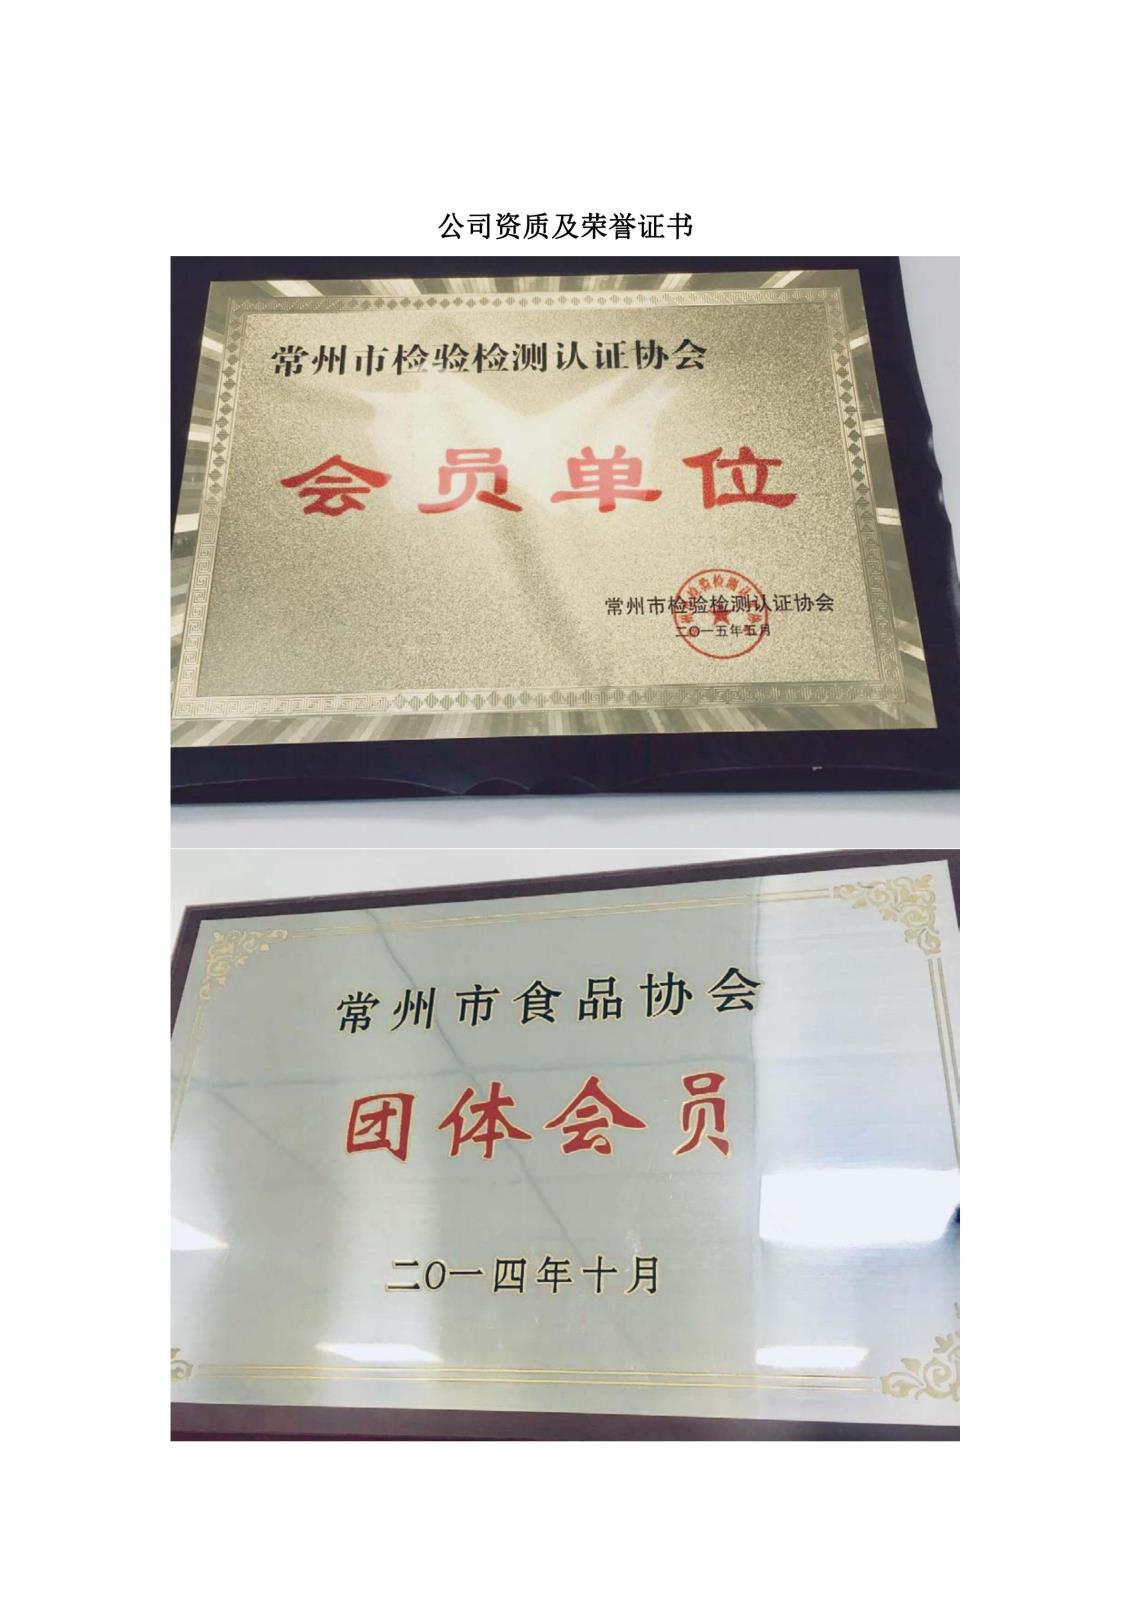 公司资质及荣誉证书
常州市检验检测认证协会
会员单位
常州市检验检测认证协会
二〇一五年五月
常州市食品协会
团体会员
二〇一四年十月